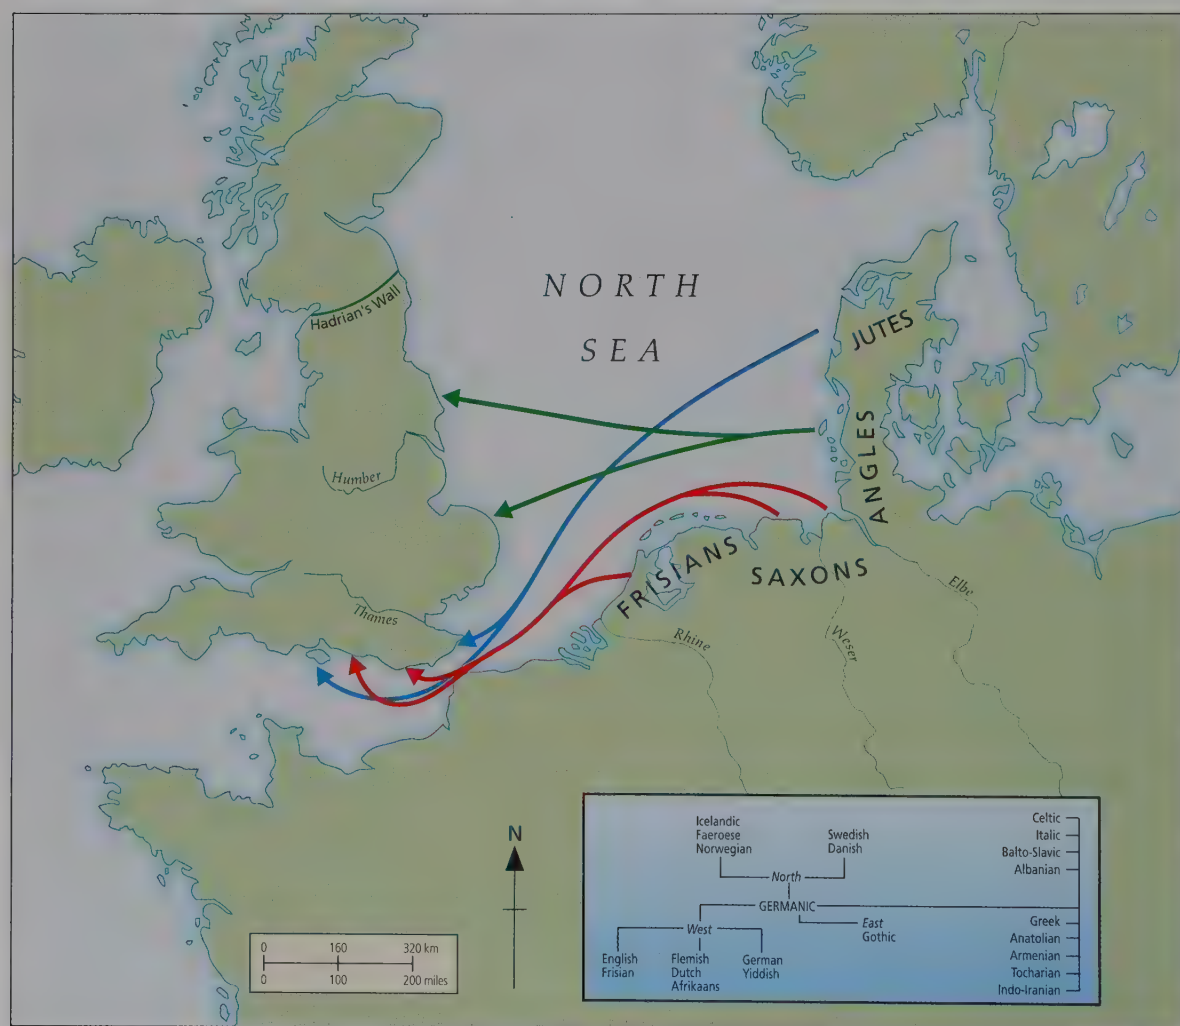 NORTH
SEA
Hadrian's Wall
JUTES
ANGLES
Humber
FRISIANS
SAXONS
Elbe
Thames
Rhine
Weser
N
0 160 320 km
0 100 200 miles
Icelandic
Faeroese
Norwegian
Swedish
Danish
North
GERMANIC
West
East
Gothic
English
Frisian
Flemish
Dutch
Afrikaans
German
Yiddish
Celtic
Italic
Balto-Slavic
Albanian
Greek
Anatolian
Armenian
Tocharian
Indo-Iranian